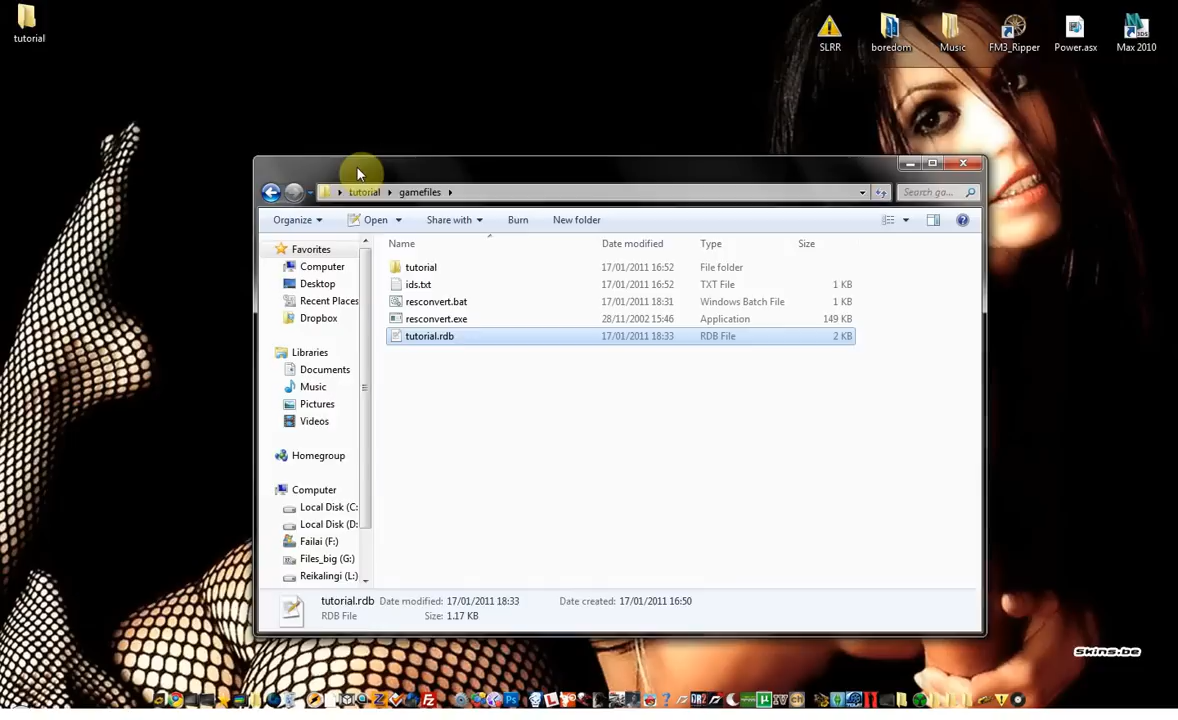 tutorial
SLRR
boredom
Music
FM3_Ripper
Power.asx
Max 2010
tutorial
gamefiles
Search ga...
Organize
Open
Share with
Burn
New folder
Name
Date modified
Type
Size
Favorites
Computer
Desktop
Recent Places
Dropbox
Libraries
Documents
Music
Pictures
Videos
Homegroup
Computer
Local Disk (C:
Local Disk (D:
Failai (F:)
Files_big (G:)
Reikalingi (L:)
tutorial 17/01/2011 16:52 File folder
ids.txt 17/01/2011 16:52 TXT File 1 KB
resconvert.bat 17/01/2011 18:31 Windows Batch File 1 KB
resconvert.exe 28/11/2002 15:46 Application 149 KB
tutorial.rdb 17/01/2011 18:33 RDB File 2 KB
tutorial.rdb Date modified: 17/01/2011 18:33 Date created: 17/01/2011 16:50
RDB File Size: 1.17 KB
Skins.be